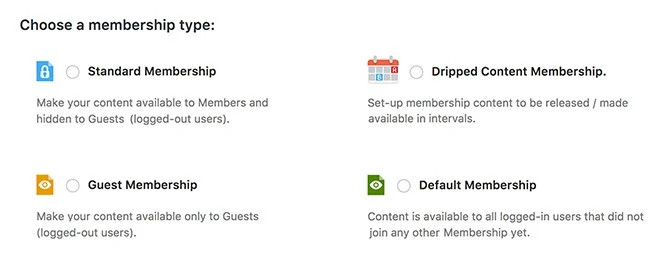 Choose a membership type:
Standard Membership
Make your content available to Members and
hidden to Guests (logged-out users).
Dripped Content Membership.
Set-up membership content to be released / made
available in intervals.
Guest Membership
Make your content available only to Guests
(logged-out users).
Default Membership
Content is available to all logged-in users that did not
join any other Membership yet.